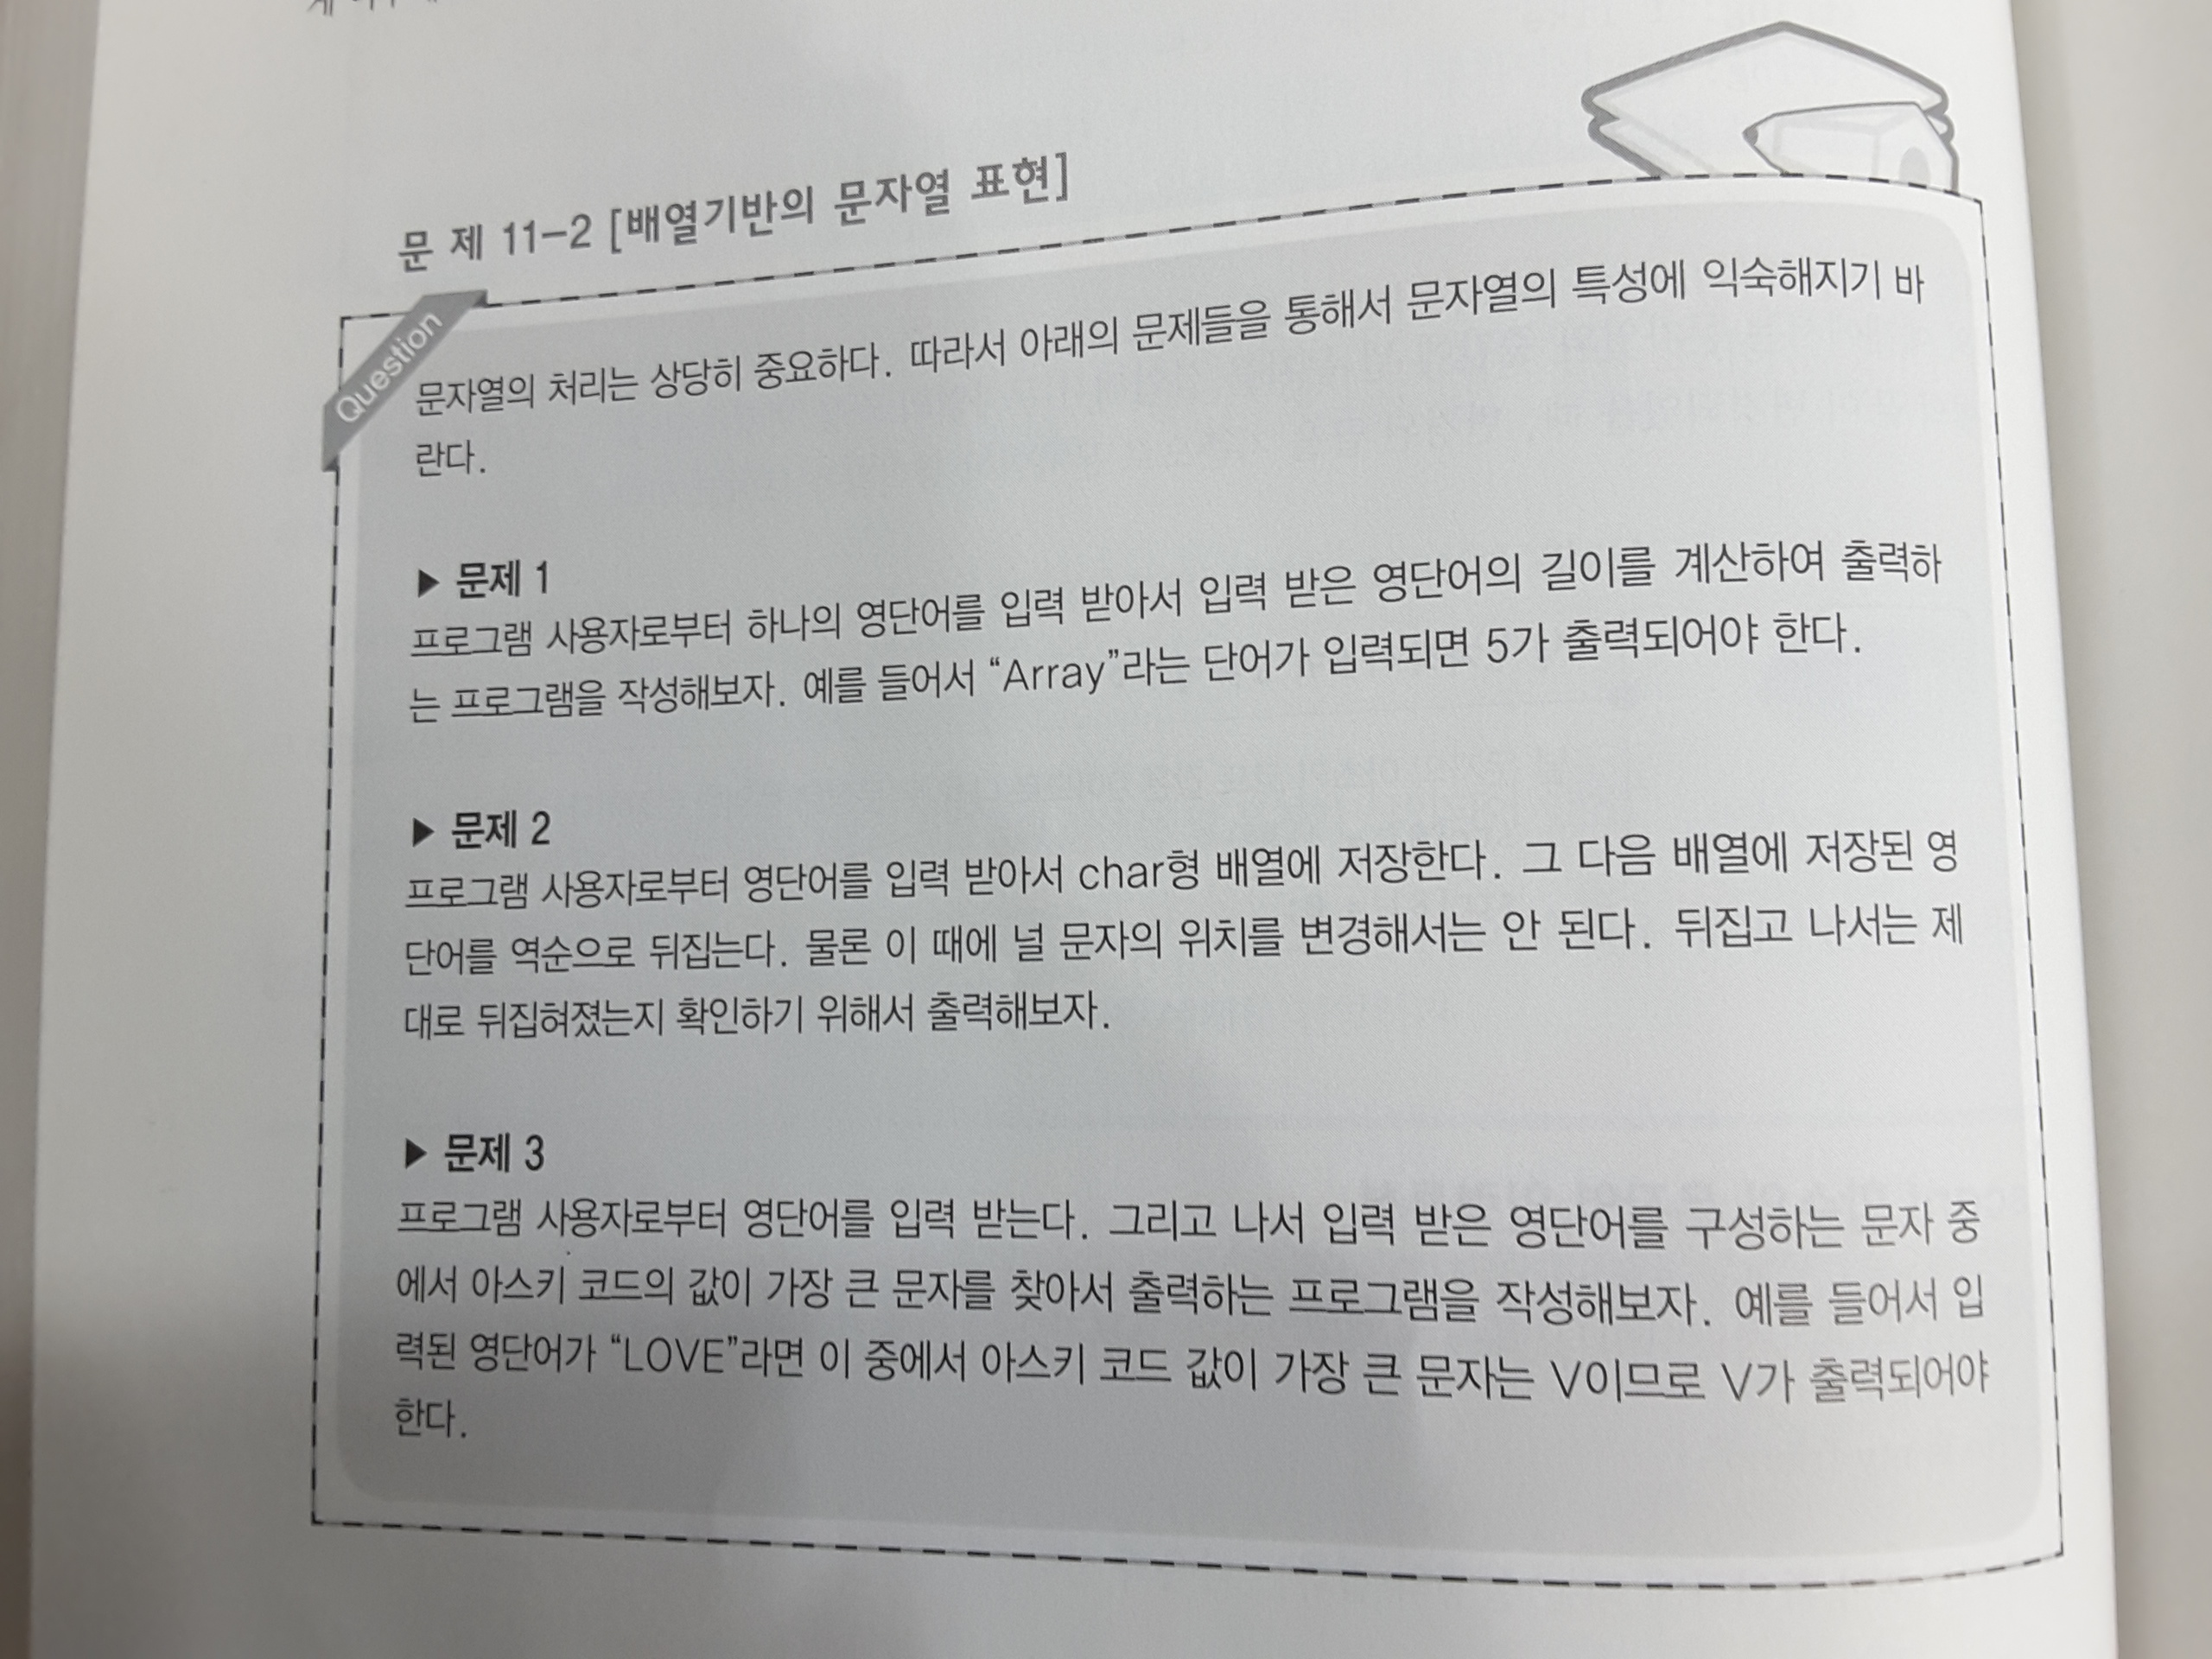 문 제 11-2 [배열기반의 문자열 표현]
Question
문자열의 처리는 상당히 중요하다. 따라서 아래의 문제들을 통해서 문자열의 특성에 익숙해지기 바
란다.
▶ 문제 1
프로그램 사용자로부터 하나의 영단어를 입력 받아서 입력 받은 영단어의 길이를 계산하여 출력하
는 프로그램을 작성해보자. 예를 들어서 “Array”라는 단어가 입력되면 5가 출력되어야 한다.
▶ 문제 2
프로그램 사용자로부터 영단어를 입력 받아서 char형 배열에 저장한다. 그 다음 배열에 저장된 영
단어를 역순으로 뒤집는다. 물론 이 때에 널 문자의 위치를 변경해서는 안 된다. 뒤집고 나서는 제
대로 뒤집혀졌는지 확인하기 위해서 출력해보자.
▶ 문제 3
프로그램 사용자로부터 영단어를 입력 받는다. 그리고 나서 입력 받은 영단어를 구성하는 문자 중
에서 아스키 코드의 값이 가장 큰 문자를 찾아서 출력하는 프로그램을 작성해보자. 예를 들어서 입
력된 영단어가 “LOVE”라면 이 중에서 아스키 코드 값이 가장 큰 문자는 V이므로 V가 출력되어야
한다.